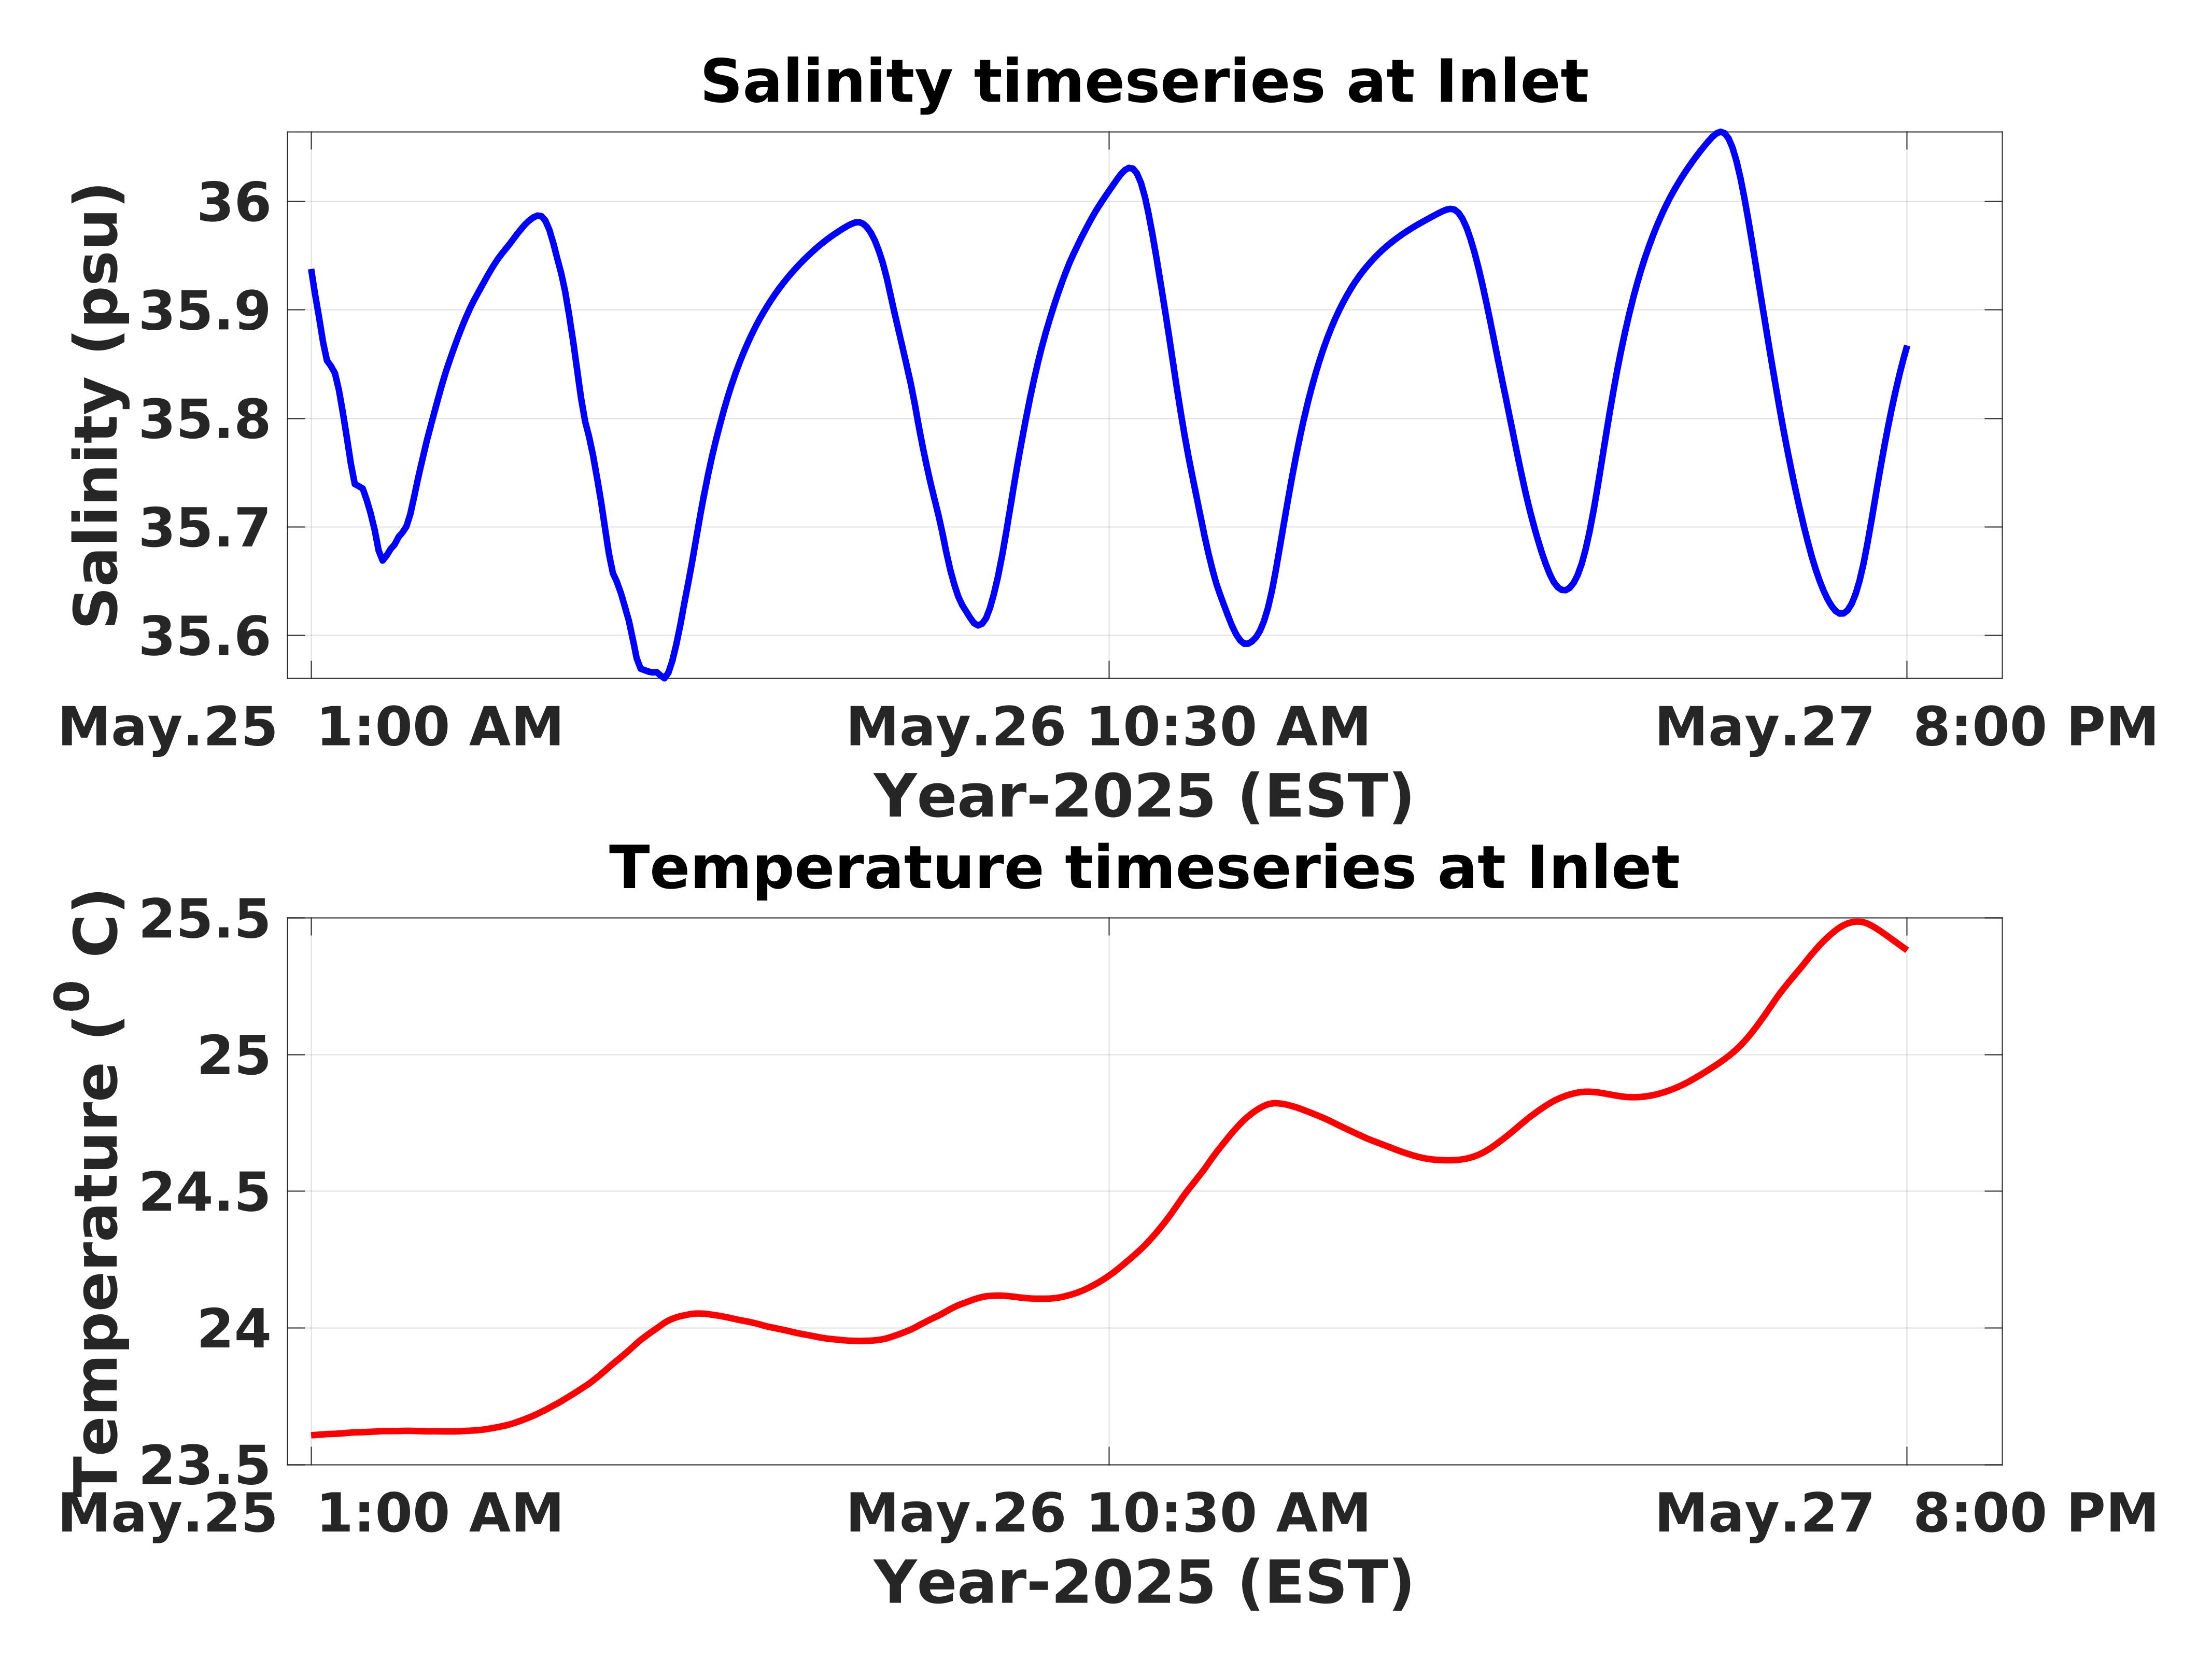 Salinity timeseries at Inlet
Salinity (psu)
36
35.9
35.8
35.7
35.6
May.25 1:00 AM
May.26 10:30 AM
May.27 8:00 PM
Year-2025 (EST)
Temperature timeseries at Inlet
Temperature (⁰ C)
25.5
25
24.5
24
23.5
May.25 1:00 AM
May.26 10:30 AM
May.27 8:00 PM
Year-2025 (EST)